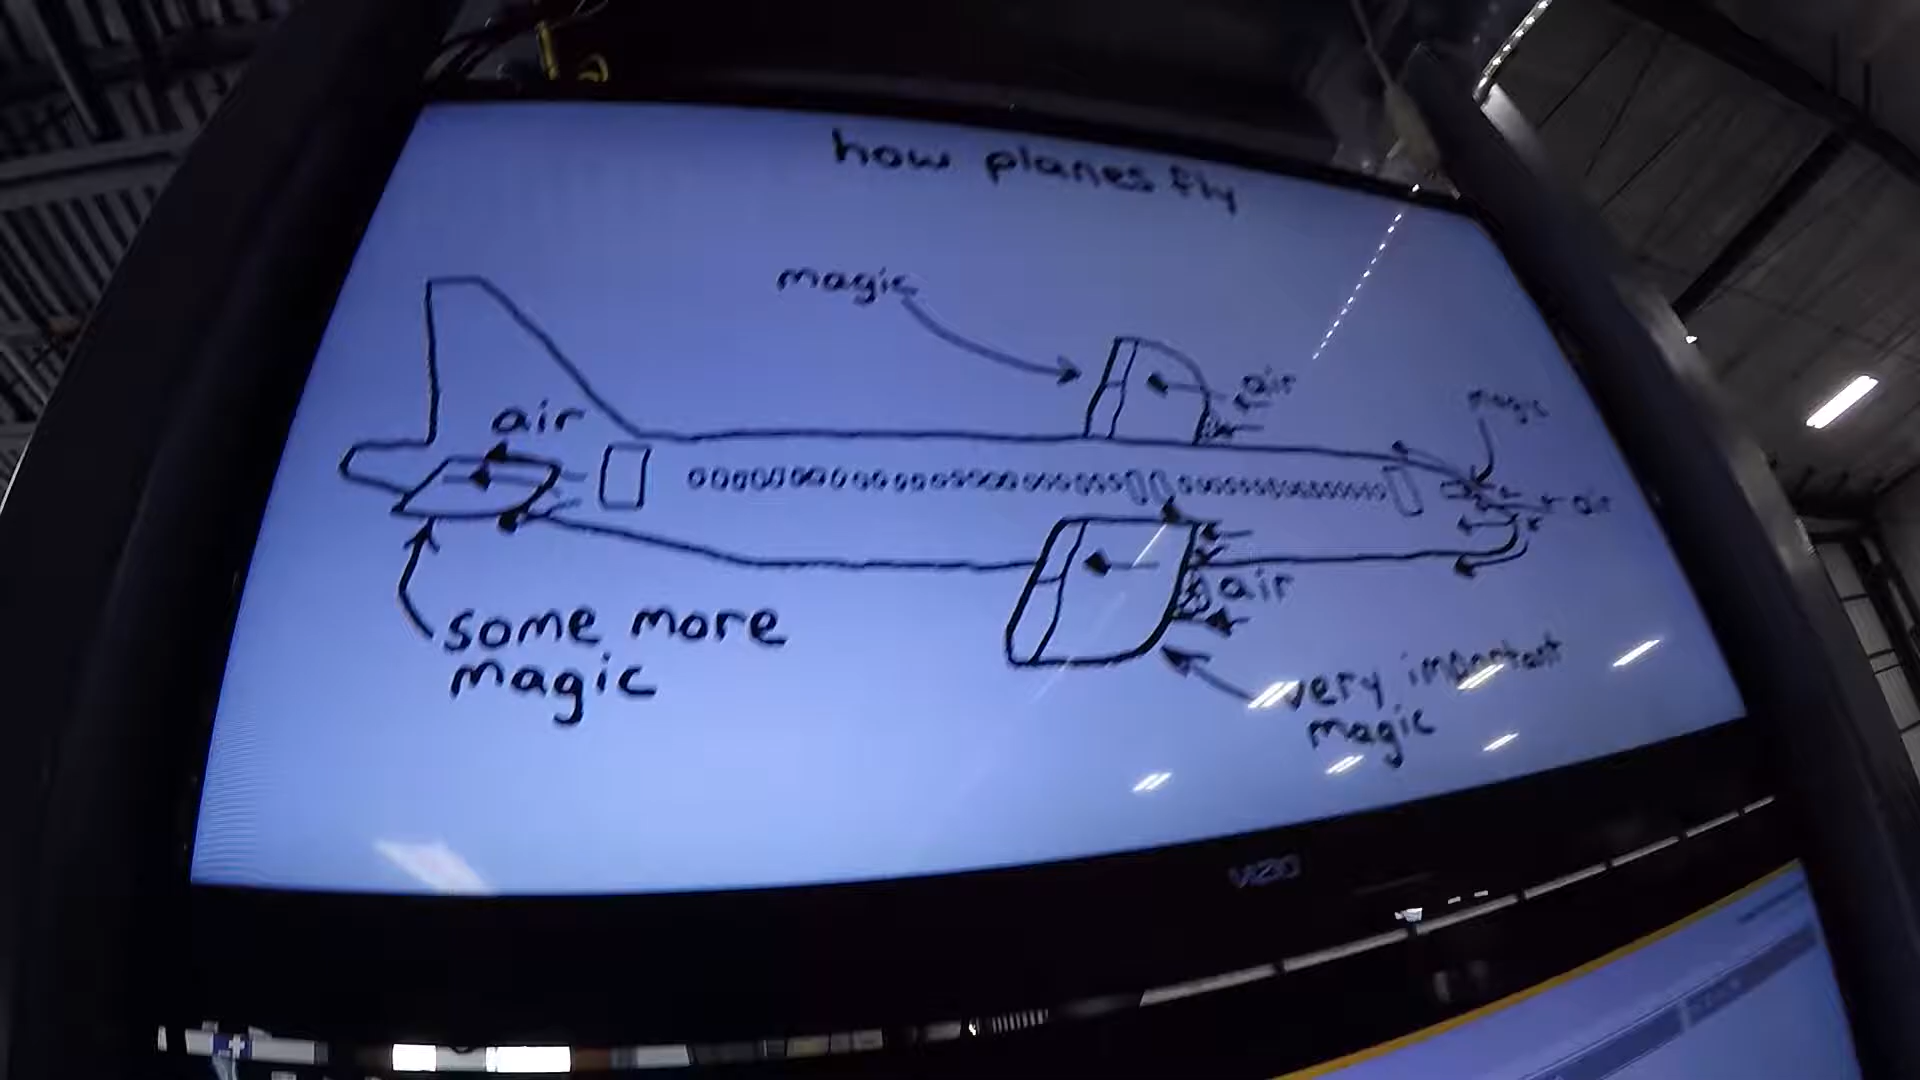 how planes fly
magic
air
magic
air
air
air
some more
magic
very important
magic
VIZIO